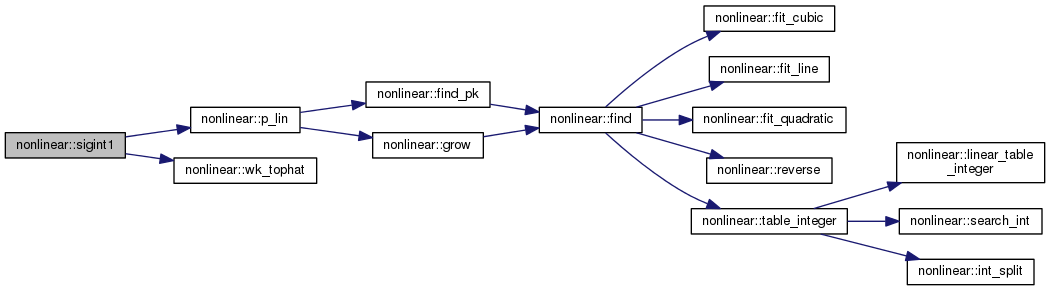 nonlinear::sigint1
nonlinear::p_lin
nonlinear::wk_tophat
nonlinear::find_pk
nonlinear::grow
nonlinear::find
nonlinear::fit_cubic
nonlinear::fit_line
nonlinear::fit_quadratic
nonlinear::reverse
nonlinear::table_integer
nonlinear::linear_table
_integer
nonlinear::search_int
nonlinear::int_split